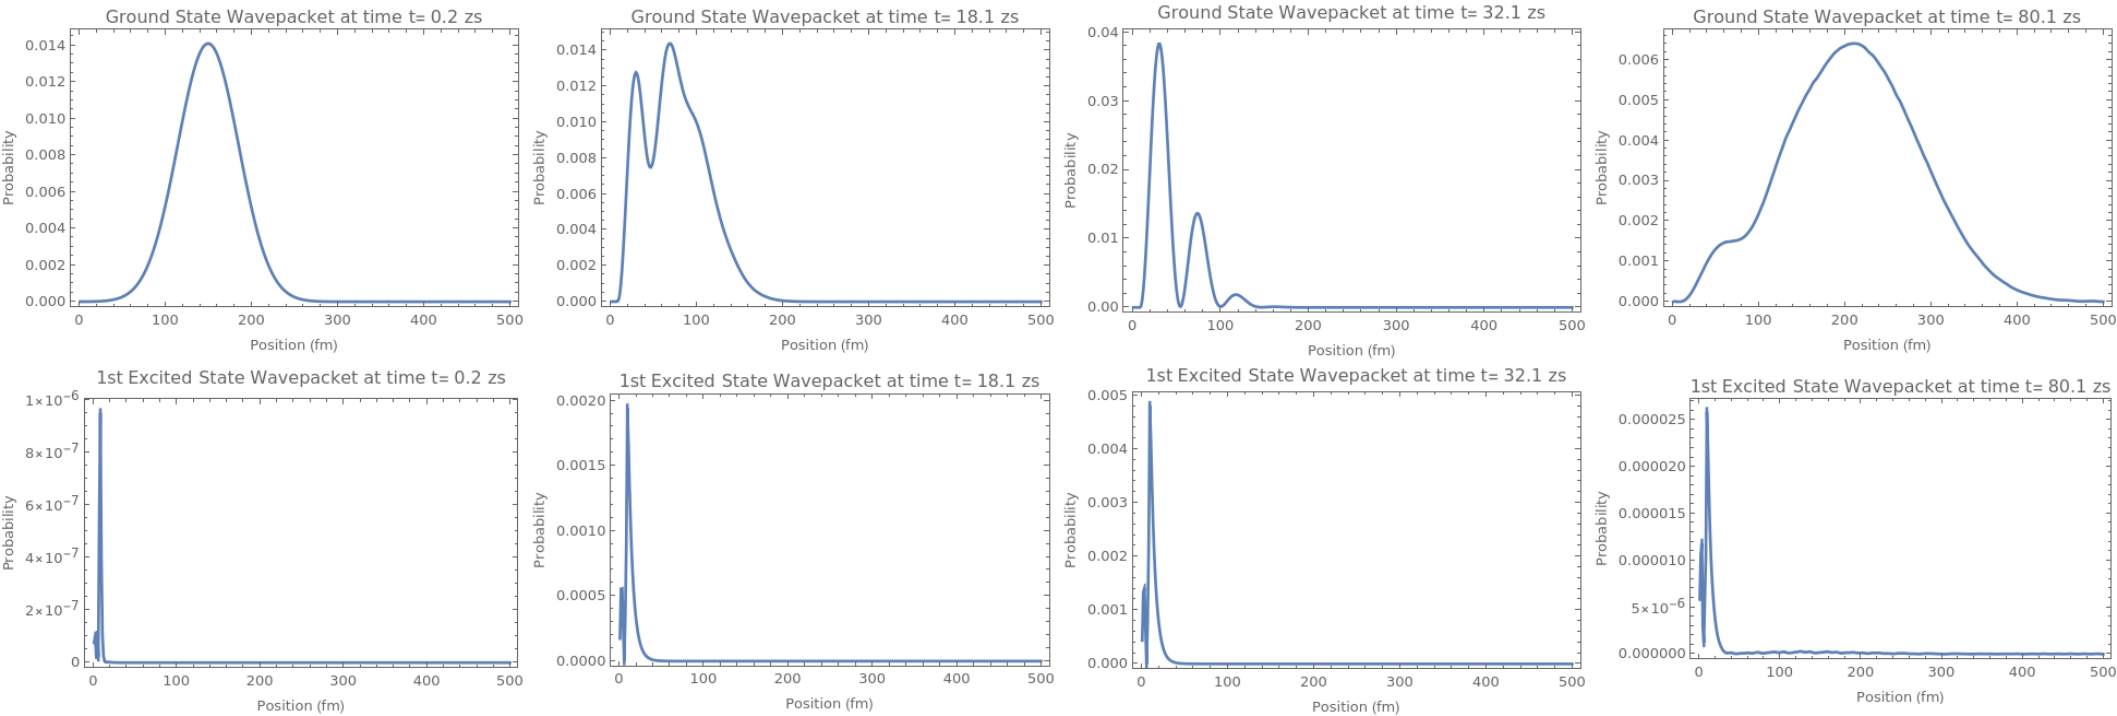 Ground State Wavepacket at time t= 0.2 zs
Probability
0.014
0.012
0.010
0.008
0.006
0.004
0.002
0.000
0 100 200 300 400 500
Position (fm)
Ground State Wavepacket at time t= 18.1 zs
Probability
0.014
0.012
0.010
0.008
0.006
0.004
0.002
0.000
0 100 200 300 400 500
Position (fm)
Ground State Wavepacket at time t= 32.1 zs
Probability
0.04
0.03
0.02
0.01
0.00
0 100 200 300 400 500
Position (fm)
Ground State Wavepacket at time t= 80.1 zs
Probability
0.006
0.005
0.004
0.003
0.002
0.001
0.000
0 100 200 300 400 500
Position (fm)
1st Excited State Wavepacket at time t= 0.2 zs
Probability
1×10⁻⁶
8×10⁻⁷
6×10⁻⁷
4×10⁻⁷
2×10⁻⁷
0
0 100 200 300 400 500
Position (fm)
1st Excited State Wavepacket at time t= 18.1 zs
Probability
0.0020
0.0015
0.0010
0.0005
0.0000
0 100 200 300 400 500
Position (fm)
1st Excited State Wavepacket at time t= 32.1 zs
Probability
0.005
0.004
0.003
0.002
0.001
0.000
0 100 200 300 400 500
Position (fm)
1st Excited State Wavepacket at time t= 80.1 zs
Probability
0.000025
0.000020
0.000015
0.000010
5×10⁻⁶
0.000000
0 100 200 300 400 500
Position (fm)